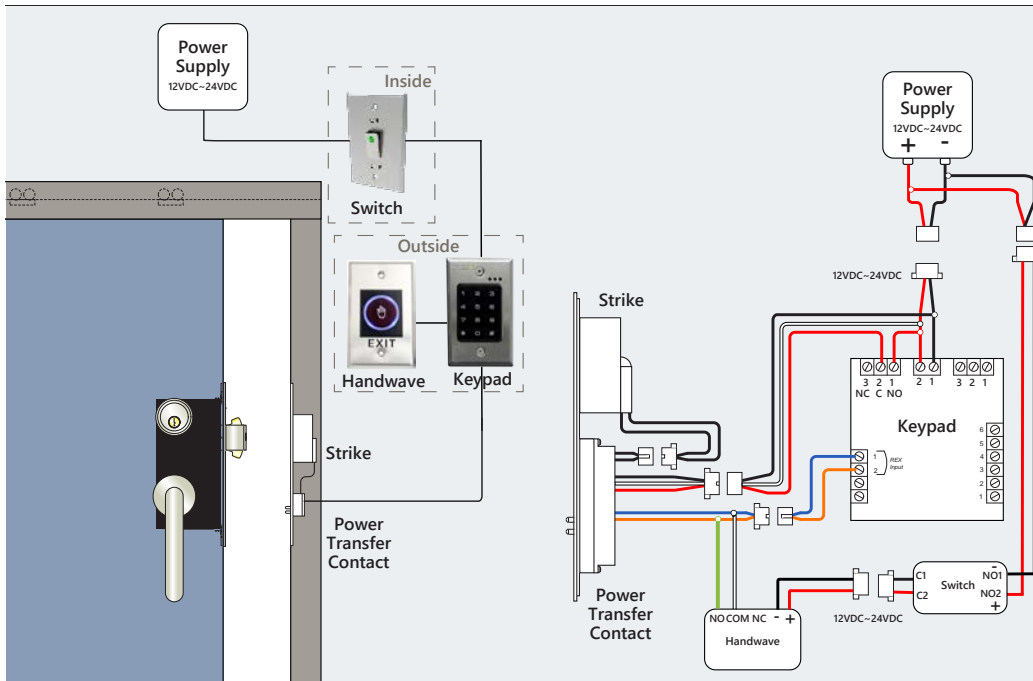 Power
Supply
12VDC~24VDC
Inside
Switch
Outside
EXIT
Handwave
Keypad
Strike
Power
Transfer
Contact
Power
Supply
12VDC~24VDC
+ -
12VDC~24VDC
Strike
3 2 1
NC C NO
2 1
3 2 1
Keypad
1
2
REX
Input
6
5
4
3
2
1
Power
Transfer
Contact
NO COM NC - +
Handwave
12VDC~24VDC
C1
C2
Switch
-
NO1
NO2
+